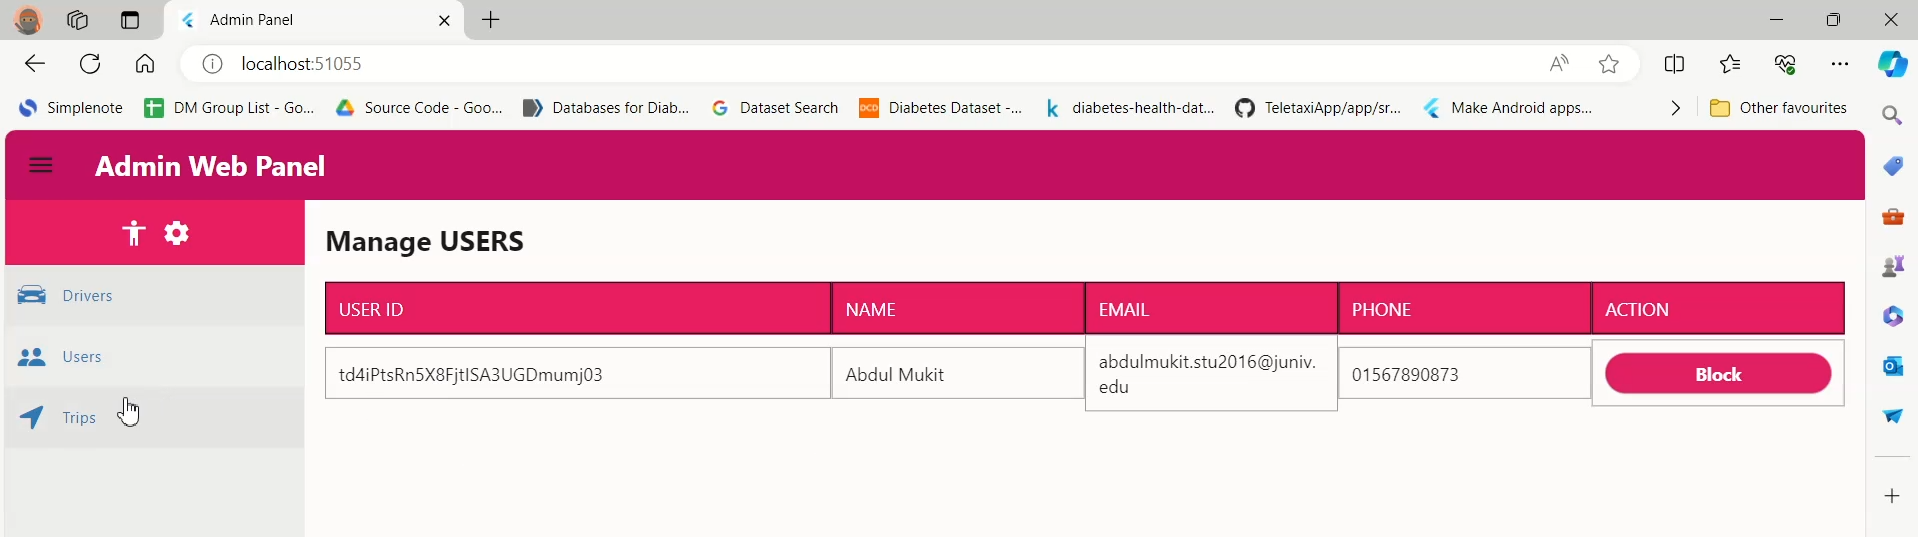 Admin Panel
localhost:51055
Simplenote
DM Group List - Go...
Source Code - Goo...
Databases for Diab...
Dataset Search
DCD
Diabetes Dataset -...
diabetes-health-dat...
TeletaxiApp/app/sr...
Make Android apps...
Other favourites
Admin Web Panel
Drivers
Users
Trips
Manage USERS
USER ID NAME EMAIL PHONE ACTION
td4iPtsRn5X8FjtlSA3UGDmumj03 Abdul Mukit abdulmukit.stu2016@juniv.
edu 01567890873 Block